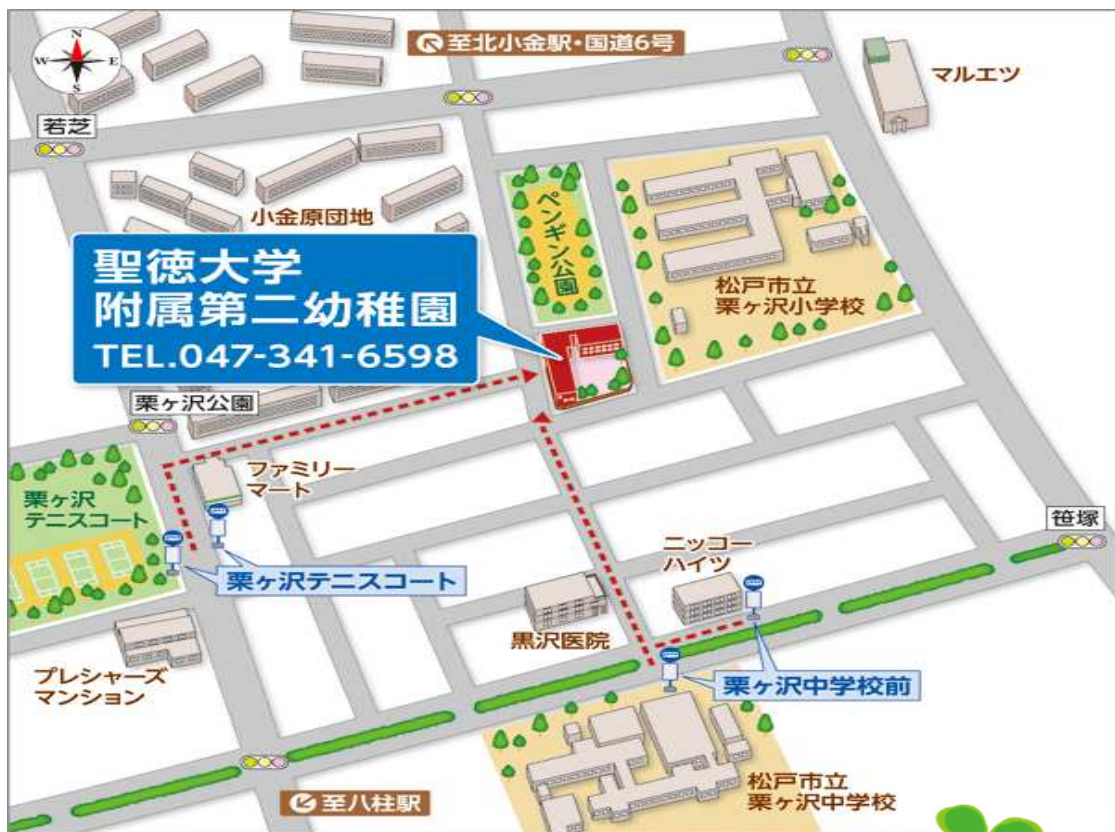 N
W E
S
至北小金駅・国道6号
マルエツ
若芝
小金原団地
ペンギン公園
聖徳大学
附属第二幼稚園
TEL.047-341-6598
松戸市立
栗ヶ沢小学校
栗ヶ沢公園
ファミリー
マート
栗ヶ沢
テニスコート
笹塚
ニッコー
ハイツ
栗ヶ沢テニスコート
黒沢医院
プレシャーズ
マンション
栗ヶ沢中学校前
至八柱駅
松戸市立
栗ヶ沢中学校